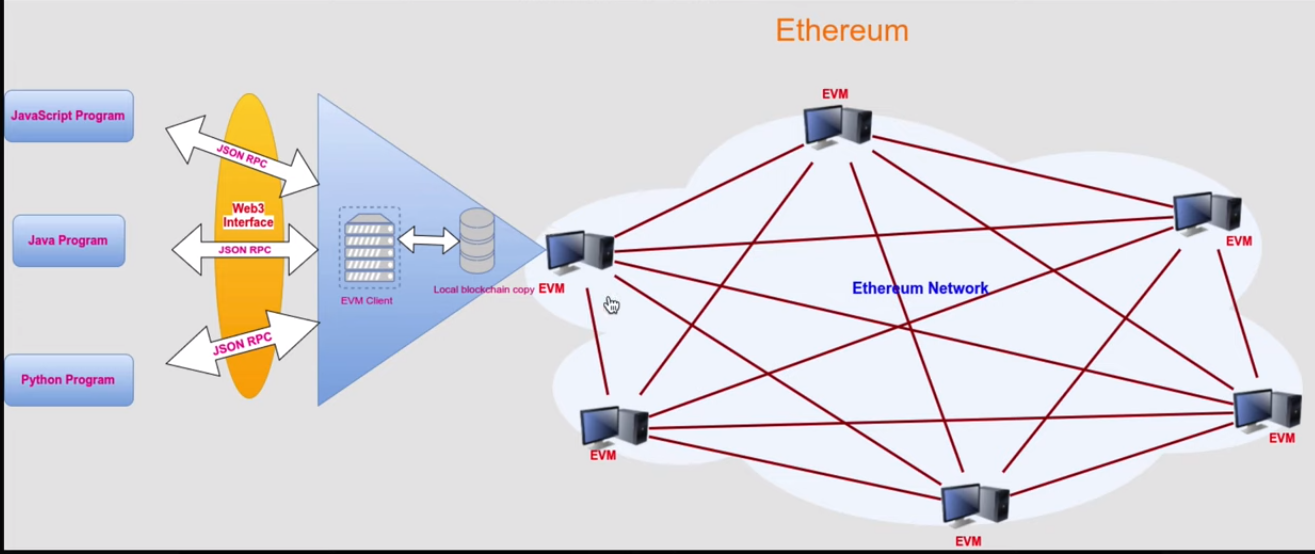 Ethereum
EVM
JavaScript Program
JSON RPC
Web3
Interface
Java Program
JSON RPC
EVM
Ethereum Network
EVM Client
Local blockchain copy
EVM
JSON RPC
Python Program
EVM
EVM
EVM